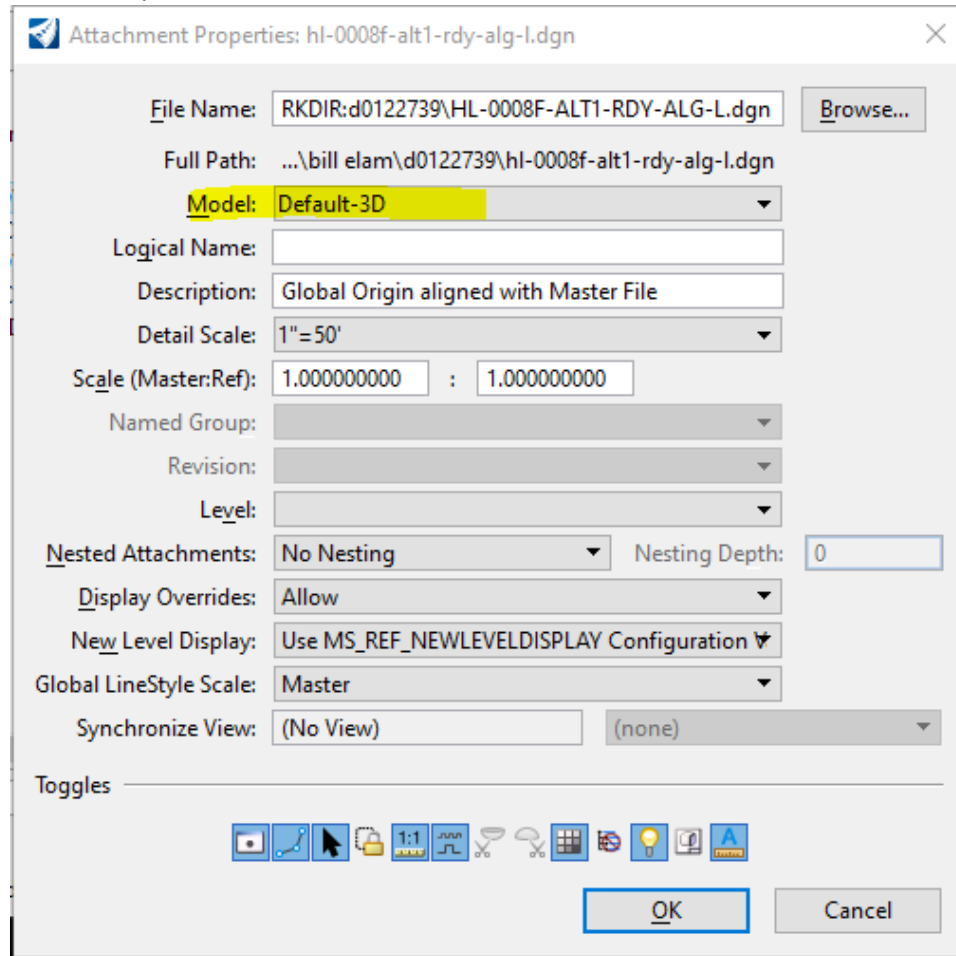 Attachment Properties: hl-0008f-alt1-rdy-alg-l.dgn
File Name: RKDIR:d0122739\HL-0008F-ALT1-RDY-ALG-L.dgn Browse...
Full Path: ...\bill elam\d0122739\hl-0008f-alt1-rdy-alg-l.dgn
Model: Default-3D
Logical Name:
Description: Global Origin aligned with Master File
Detail Scale: 1"=50'
Scale (Master:Ref): 1.000000000 : 1.000000000
Named Group:
Revision:
Level:
Nested Attachments: No Nesting Nesting Depth: 0
Display Overrides: Allow
New Level Display: Use MS_REF_NEWLEVELDISPLAY Configuration V
Global LineStyle Scale: Master
Synchronize View: (No View) (none)
Toggles
1:1 A
OK Cancel